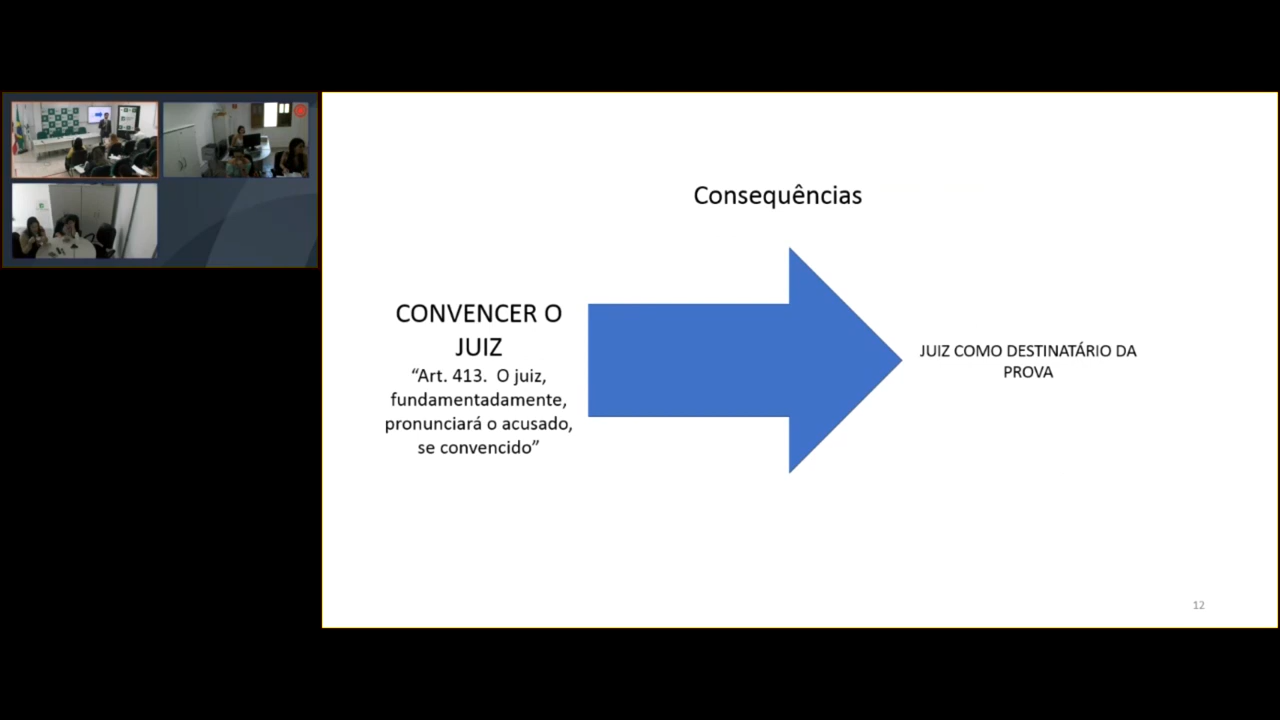 Consequências
CONVENCER O
JUIZ
“Art. 413.  O juiz,
fundamentadamente,
pronunciará o acusado,
se convencido”
JUIZ COMO DESTINATÁRIO DA
PROVA
12